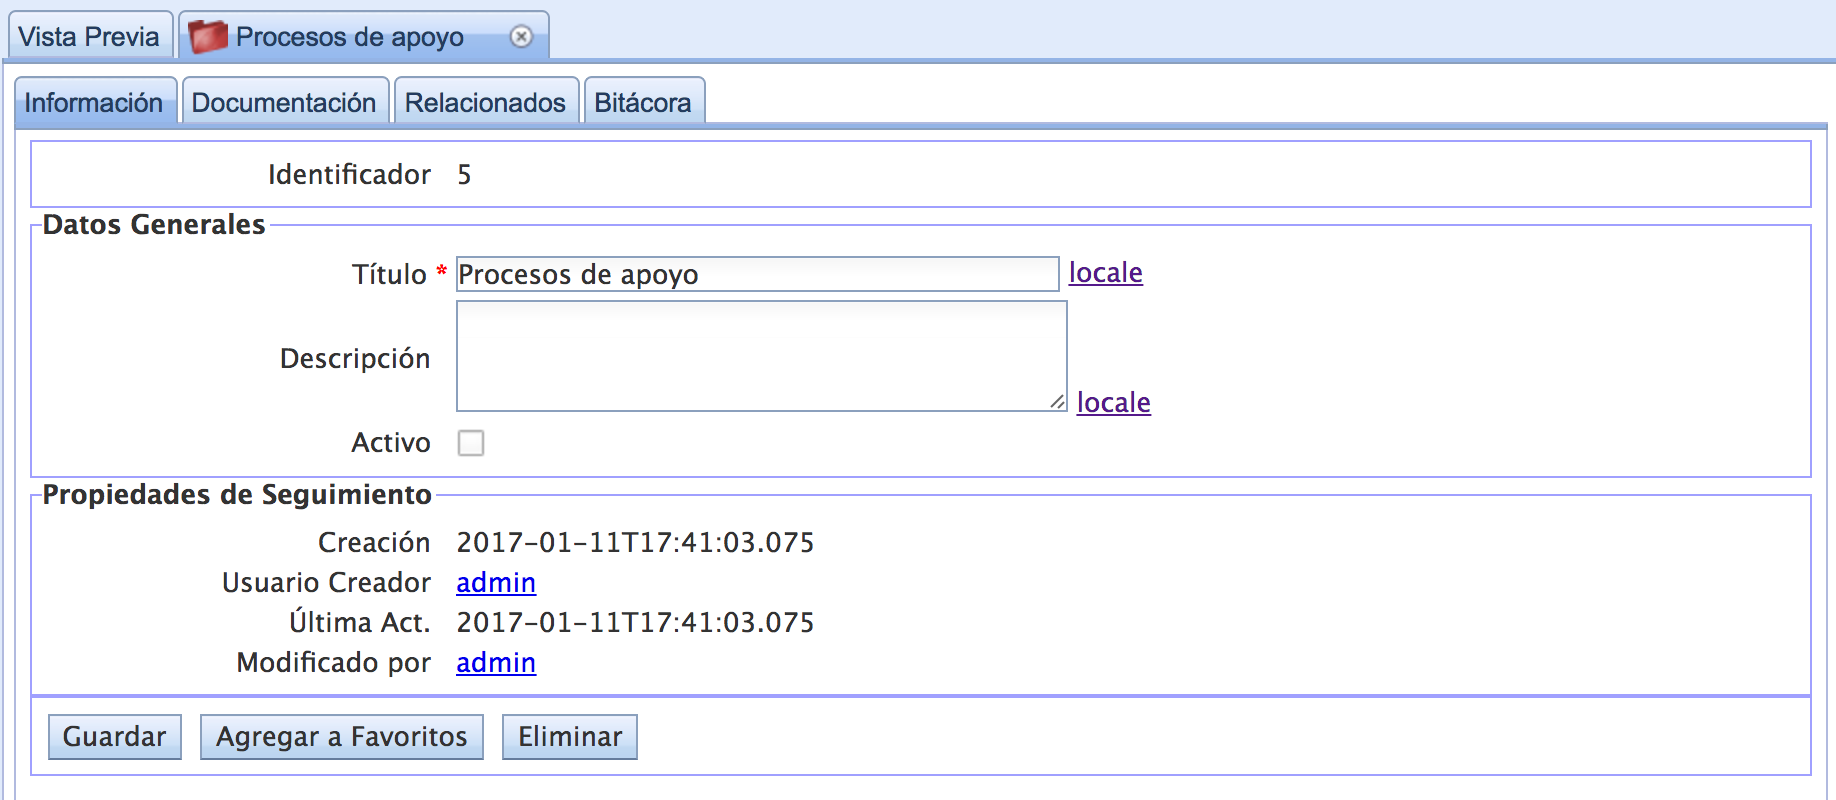 Vista Previa Procesos de apoyo
Información Documentación Relacionados Bitácora
Identificador 5
Datos Generales
Título * Procesos de apoyo locale
Descripción
locale
Activo
Propiedades de Seguimiento
Creación 2017-01-11T17:41:03.075
Usuario Creador admin
Última Act. 2017-01-11T17:41:03.075
Modificado por admin
Guardar Agregar a Favoritos Eliminar